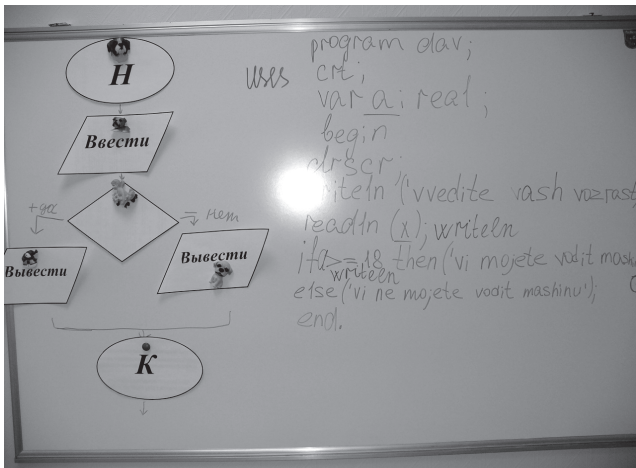 Н
Ввести
+да
= нет
Вывести
Вывести
К
program dav;
uses crt;
var a: real;
begin
clrscr;
writeln ('vvedite vash vozrast
readln (x); writeln
if a>=18 then ('vi mojete vodit mash
writeln
else ('vi ne mojete vodit mashinu');
end.